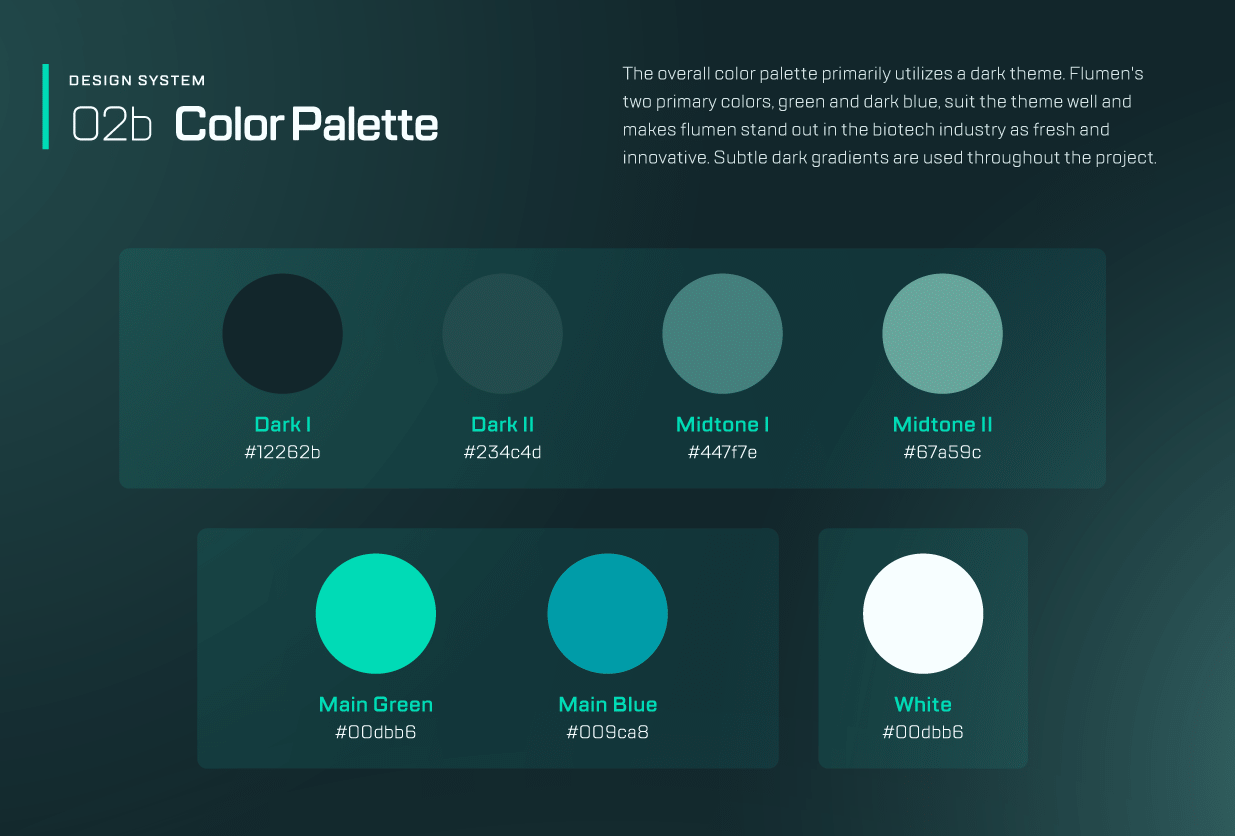 DESIGN SYSTEM
02b Color Palette
The overall color palette primarily utilizes a dark theme. Flumen's
two primary colors, green and dark blue, suit the theme well and
makes flumen stand out in the biotech industry as fresh and
innovative. Subtle dark gradients are used throughout the project.
Dark I
#12262b
Dark II
#234c4d
Midtone I
#447f7e
Midtone II
#67a59c
Main Green
#00dbb6
Main Blue
#009ca8
White
#00dbb6